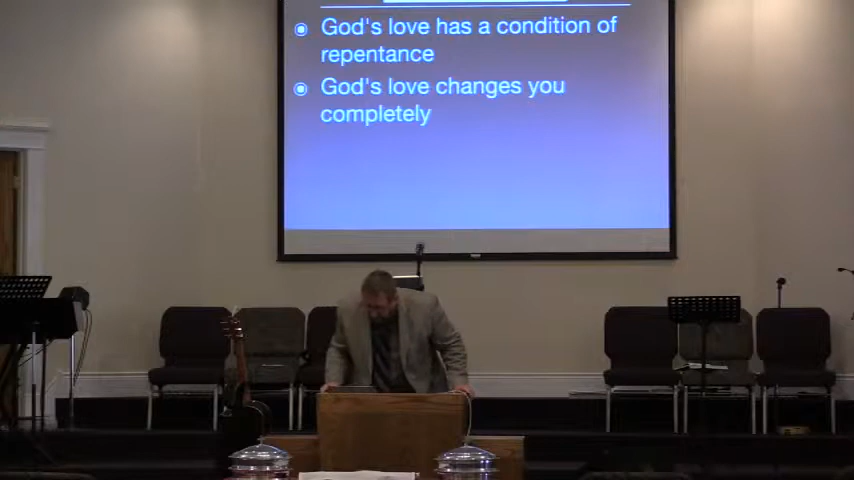 God's love has a condition of
repentance
God's love changes you
completely